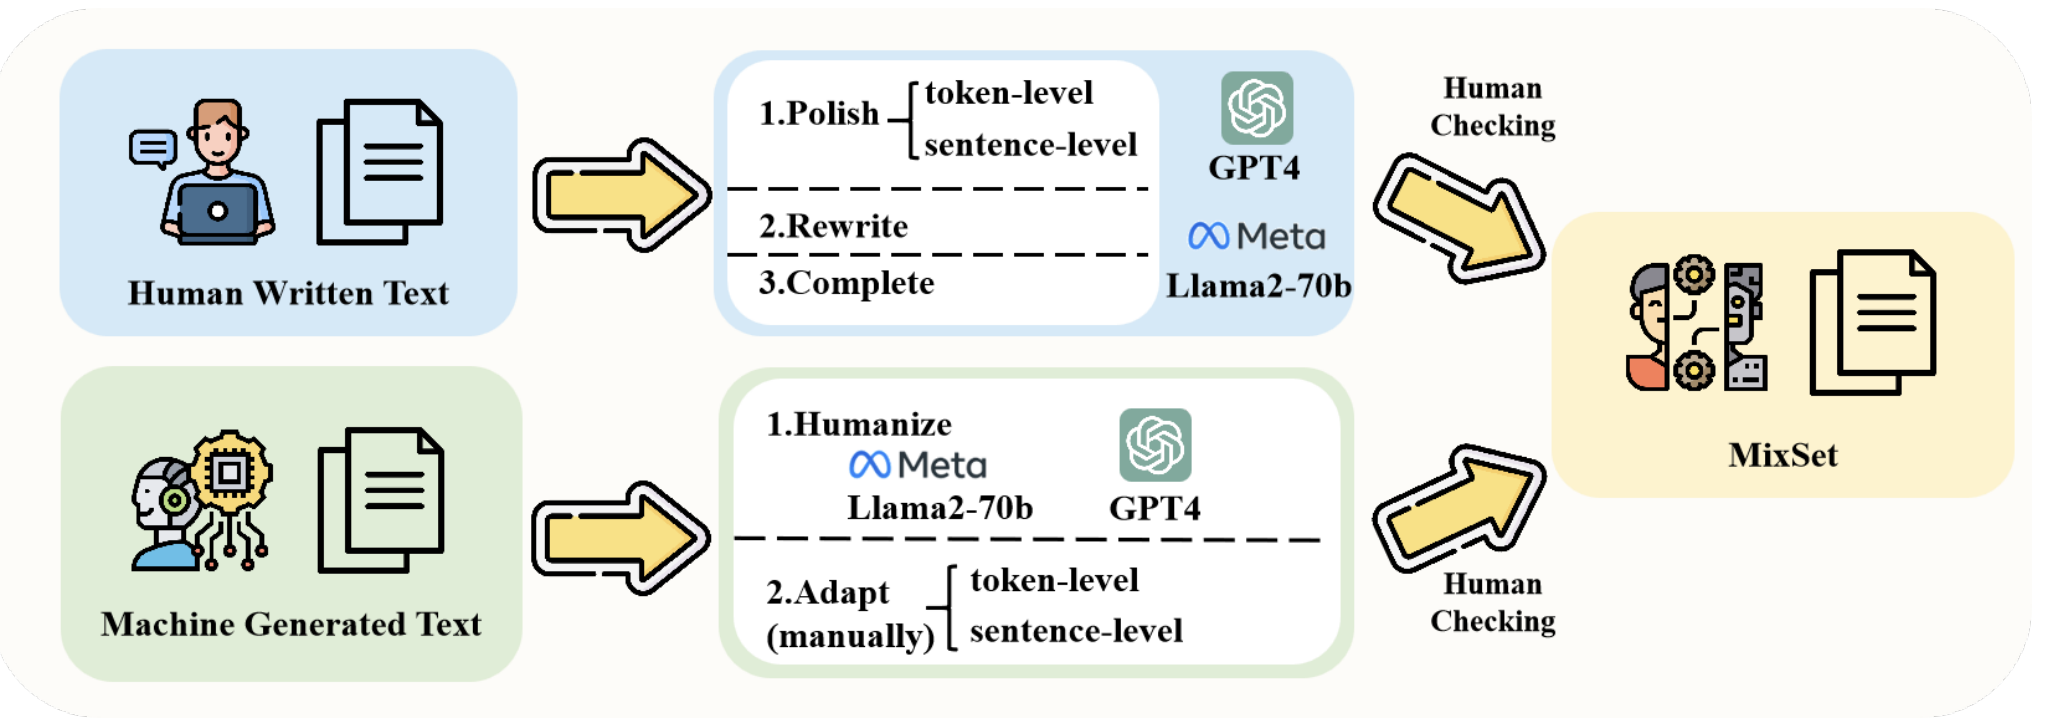 Human Written Text
1.Polish
token-level
sentence-level
2.Rewrite
3.Complete
GPT4
Meta
Llama2-70b
Human
Checking
Machine Generated Text
1.Humanize
Meta
Llama2-70b
GPT4
2.Adapt
(manually)
token-level
sentence-level
Human
Checking
MixSet